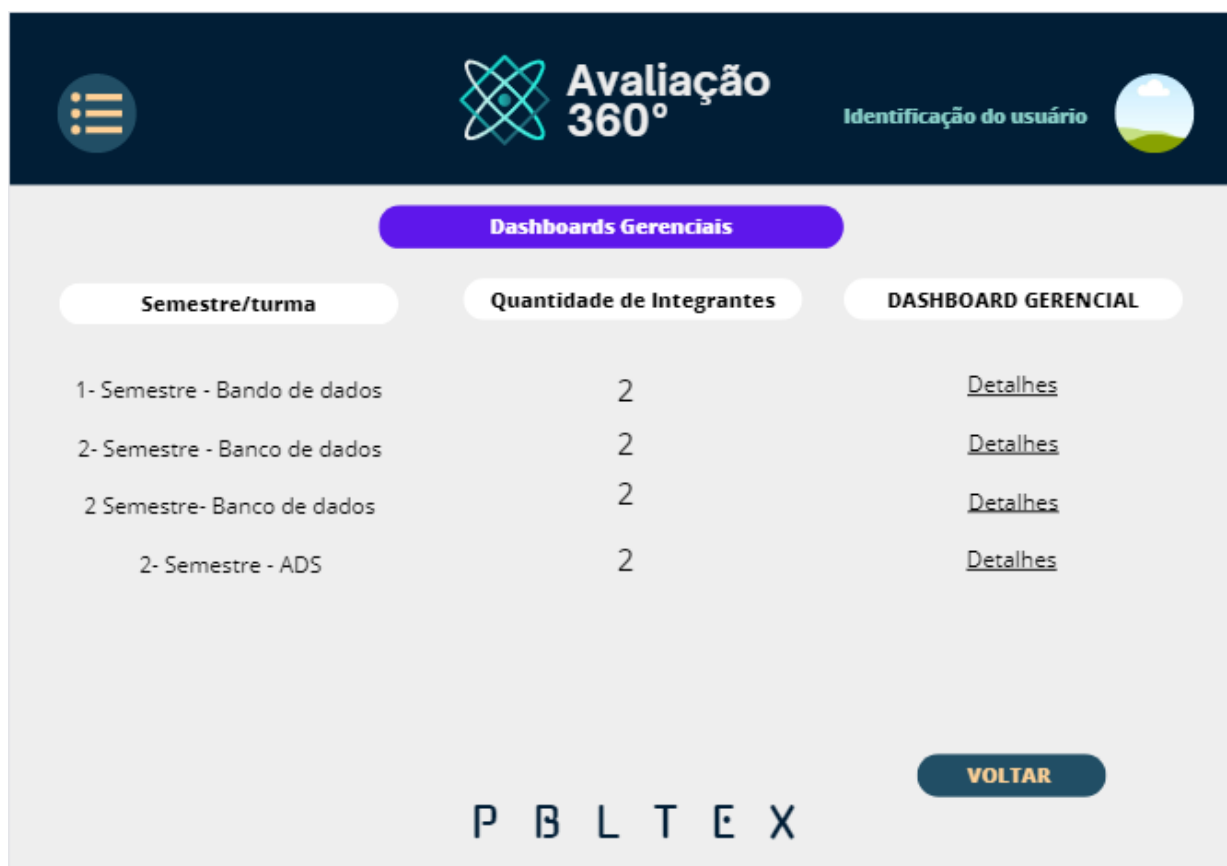 Avaliação
360º
Identificação do usuário
Dashboards Gerenciais
Semestre/turma Quantidade de Integrantes DASHBOARD GERENCIAL
1- Semestre - Bando de dados 2 Detalhes
2- Semestre - Banco de dados 2 Detalhes
2 Semestre- Banco de dados 2 Detalhes
2- Semestre - ADS 2 Detalhes
VOLTAR
P B L T E X